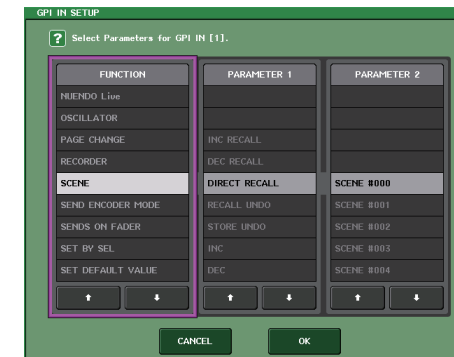 GPI IN SETUP
? Select Parameters for GPI IN [1].
FUNCTION PARAMETER 1 PARAMETER 2
NUENDO Live
OSCILLATOR
PAGE CHANGE INC RECALL
RECORDER DEC RECALL
SCENE DIRECT RECALL SCENE #000
SEND ENCODER MODE RECALL UNDO SCENE #001
SENDS ON FADER STORE UNDO SCENE #002
SET BY SEL INC SCENE #003
SET DEFAULT VALUE DEC SCENE #004
CANCEL OK